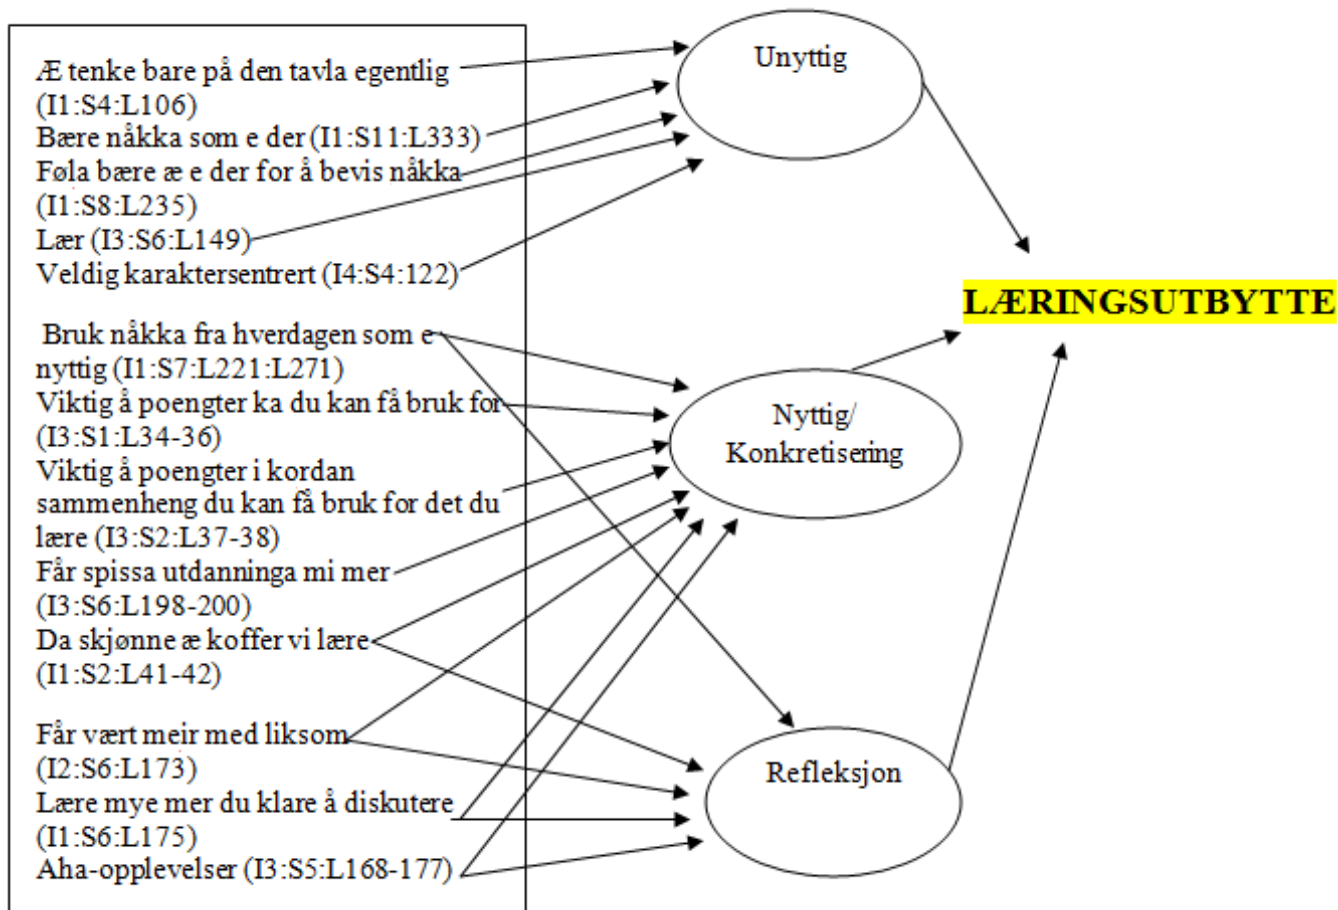 Æ tenke bare på den tavla egentlig
(I1:S4:L106)
Bære nåkka som e der (I1:S11:L333)
Føla bære æ e der for å bevis nåkka
(I1:S8:L235)
Lær (I3:S6:L149)
Veldig karaktersentrert (I4:S4:122)
Bruk nåkka fra hverdagen som e
nyttig (I1:S7:L221:L271)
Viktig å poengter ka du kan få bruk for
(I3:S1:L34-36)
Viktig å poengter i kordan
sammenheng du kan få bruk for det du
lære (I3:S2:L37-38)
Får spissa utdanninga mi mer
(I3:S6:L198-200)
Da skjønne æ koffer vi lære
(I1:S2:L41-42)
Får vært meir med liksom
(I2:S6:L173)
Lære mye mer du klare å diskutere
(I1:S6:L175)
Aha-opplevelser (I3:S5:L168-177)
Unyttig
Nyttig/
Konkretisering
Refleksjon
LÆRINGSUTBYTTE